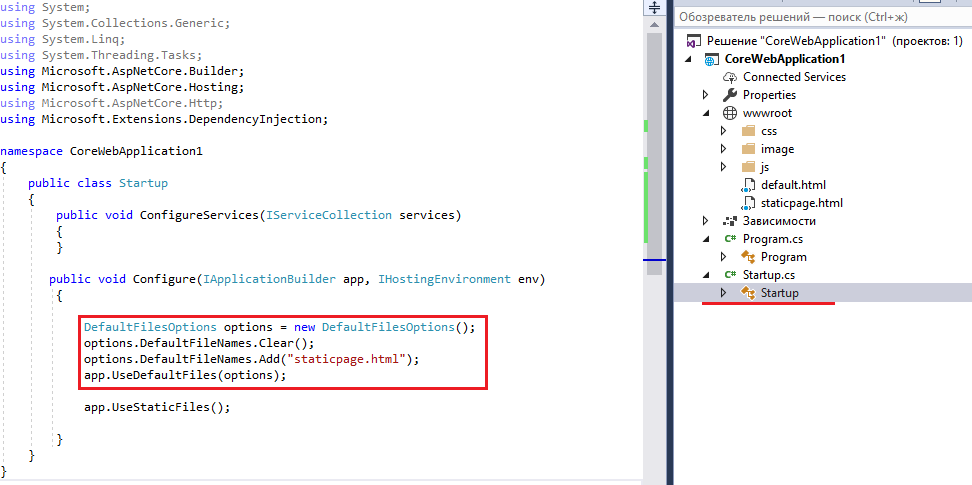 using System;
using System.Collections.Generic;
using System.Linq;
using System.Threading.Tasks;
using Microsoft.AspNetCore.Builder;
using Microsoft.AspNetCore.Hosting;
using Microsoft.AspNetCore.Http;
using Microsoft.Extensions.DependencyInjection;
namespace CoreWebApplication1
{
public class Startup
{
public void ConfigureServices(IServiceCollection services)
{
}
public void Configure(IApplicationBuilder app, IHostingEnvironment env)
{
DefaultFilesOptions options = new DefaultFilesOptions();
options.DefaultFileNames.Clear();
options.DefaultFileNames.Add("staticpage.html");
app.UseDefaultFiles(options);
app.UseStaticFiles();
}
}
}
Обозреватель решений — поиск (Ctrl+ж)
Решение "CoreWebApplication1" (проектов: 1)
CoreWebApplication1
Connected Services
Properties
wwwroot
css
image
js
default.html
staticpage.html
Зависимости
C# Program.cs
Program
C# Startup.cs
Startup